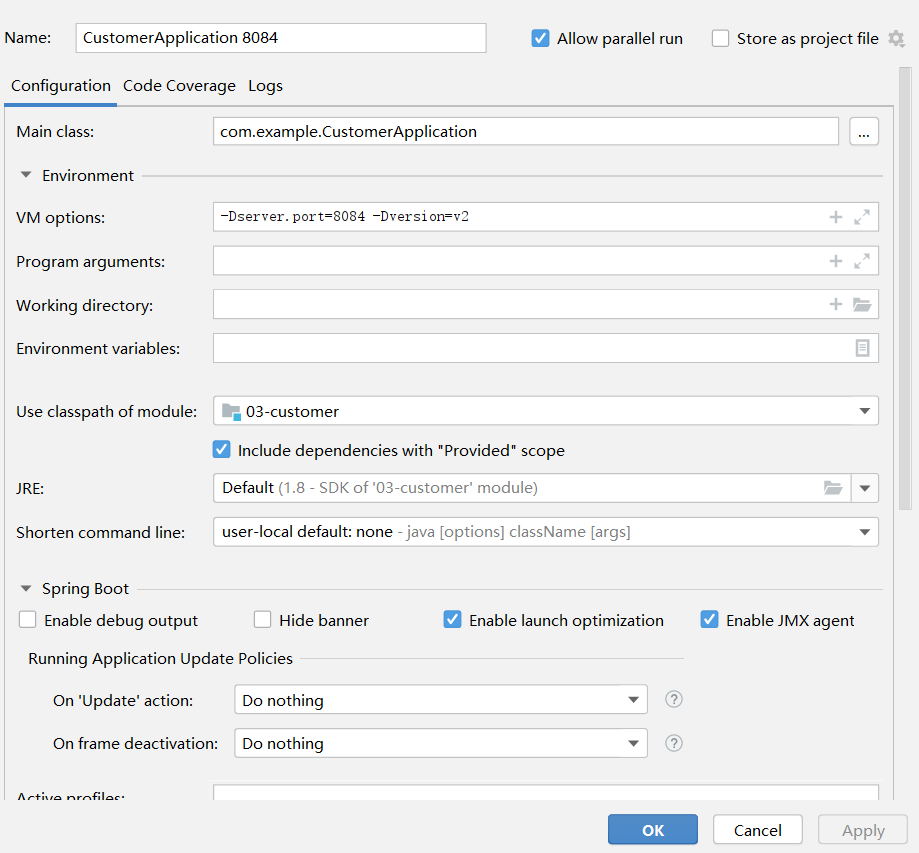 Name: CustomerApplication 8084 Allow parallel run Store as project file
Configuration Code Coverage Logs
Main class: com.example.CustomerApplication ...
Environment
VM options: -Dserver.port=8084 -Dversion=v2
Program arguments:
Working directory:
Environment variables:
Use classpath of module: 03-customer
Include dependencies with "Provided" scope
JRE: Default (1.8 - SDK of '03-customer' module)
Shorten command line: user-local default: none - java [options] className [args]
Spring Boot
Enable debug output Hide banner Enable launch optimization Enable JMX agent
Running Application Update Policies
On 'Update' action: Do nothing ?
On frame deactivation: Do nothing ?
Active profiles:
OK Cancel Apply